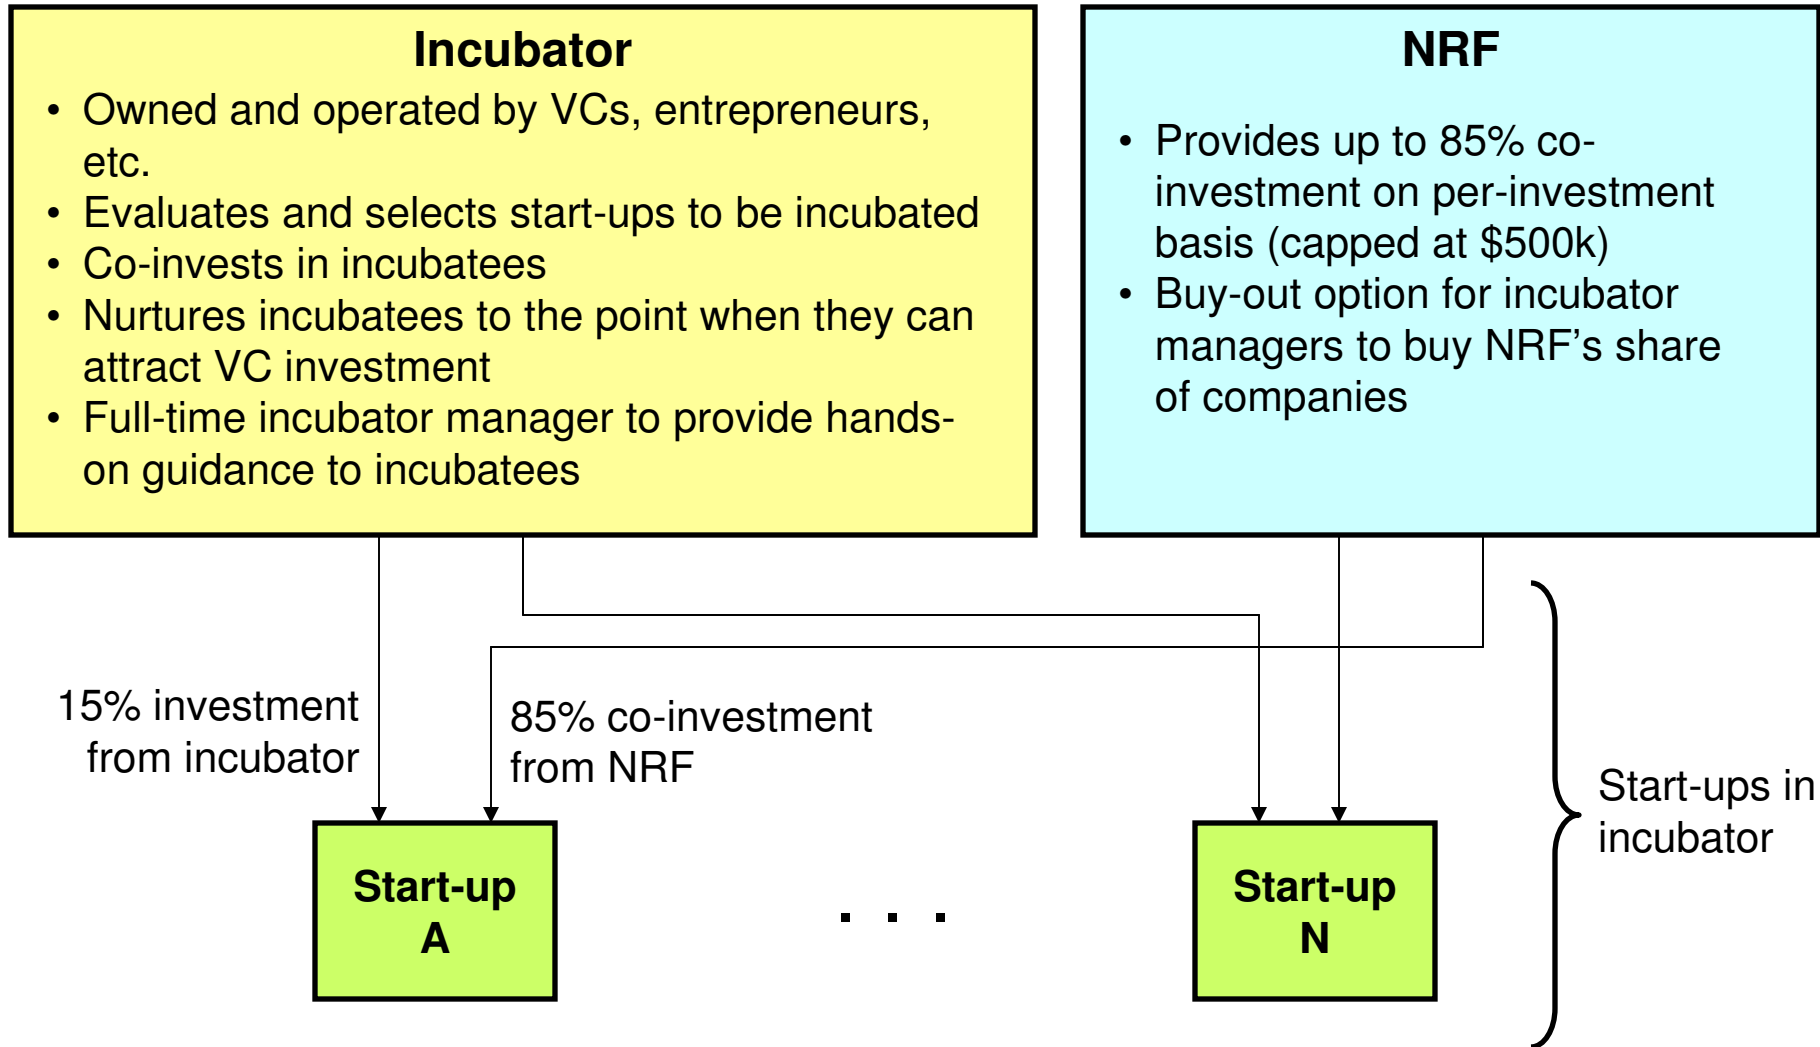 Incubator
• Owned and operated by VCs, entrepreneurs,
etc.
• Evaluates and selects start-ups to be incubated
• Co-invests in incubatees
• Nurtures incubatees to the point when they can
attract VC investment
• Full-time incubator manager to provide hands-
on guidance to incubatees
NRF
• Provides up to 85% co-
investment on per-investment
basis (capped at $500k)
• Buy-out option for incubator
managers to buy NRF’s share
of companies
15% investment
from incubator
85% co-investment
from NRF
Start-ups in
incubator
Start-up
A
. . .
Start-up
N